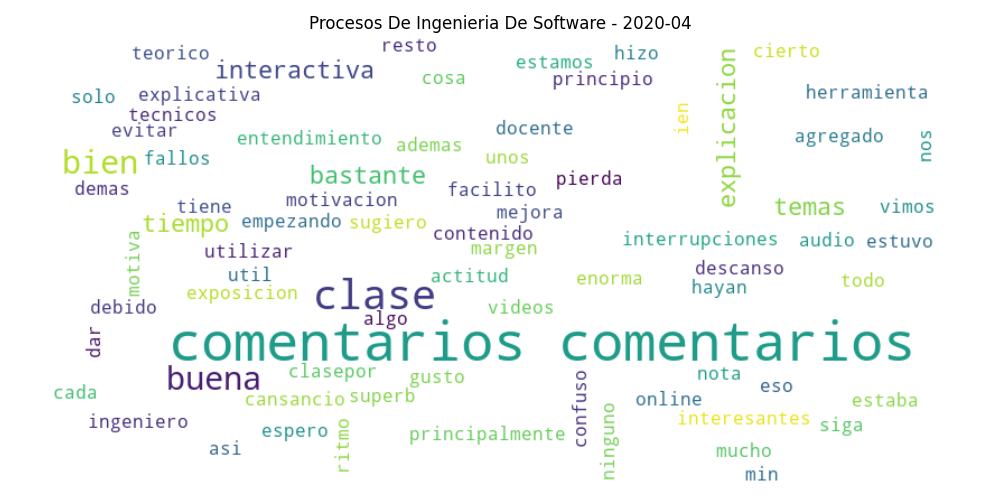 Procesos De Ingenieria De Software - 2020-04
resto
teorico
hizo
cierto
estamos
interactiva
cosa
principio
explicacion
solo
explicativa
herramienta
tecnicos
ien
evitar
docente
agregado
nos
entendimiento
ademas
bien
fallos
unos
demas
bastante
facilito
pierda
motivacion
tiene
mejora
temas
vimos
tiempo
empezando
sugiero
contenido
interrupciones
audio
estuvo
motiva
utilizar
margen
descanso
util
actitud
enorma
hayan
todo
exposicion
clase
debido
algo
videos
dar
comentarios comentarios
buena
clasepor
gusto
confuso
nota
eso
cada
cansancio
superb
online
estaba
ingeniero
interesantes
siga
espero
ritmo
principalmente
ninguno
asi
mucho
min